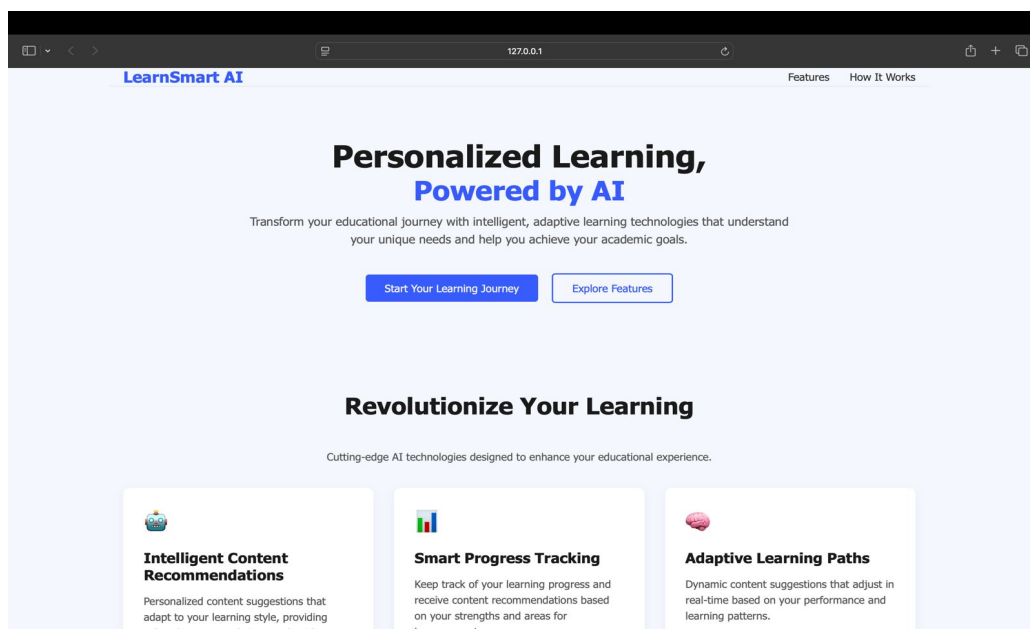 127.0.0.1
LearnSmart AI
Features How It Works
Personalized Learning,
Powered by AI
Transform your educational journey with intelligent, adaptive learning technologies that understand
your unique needs and help you achieve your academic goals.
Start Your Learning Journey
Explore Features
Revolutionize Your Learning
Cutting-edge AI technologies designed to enhance your educational experience.
Intelligent Content
Recommendations
Personalized content suggestions that
adapt to your learning style, providing
Smart Progress Tracking
Keep track of your learning progress and
receive content recommendations based
on your strengths and areas for
Adaptive Learning Paths
Dynamic content suggestions that adjust in
real-time based on your performance and
learning patterns.